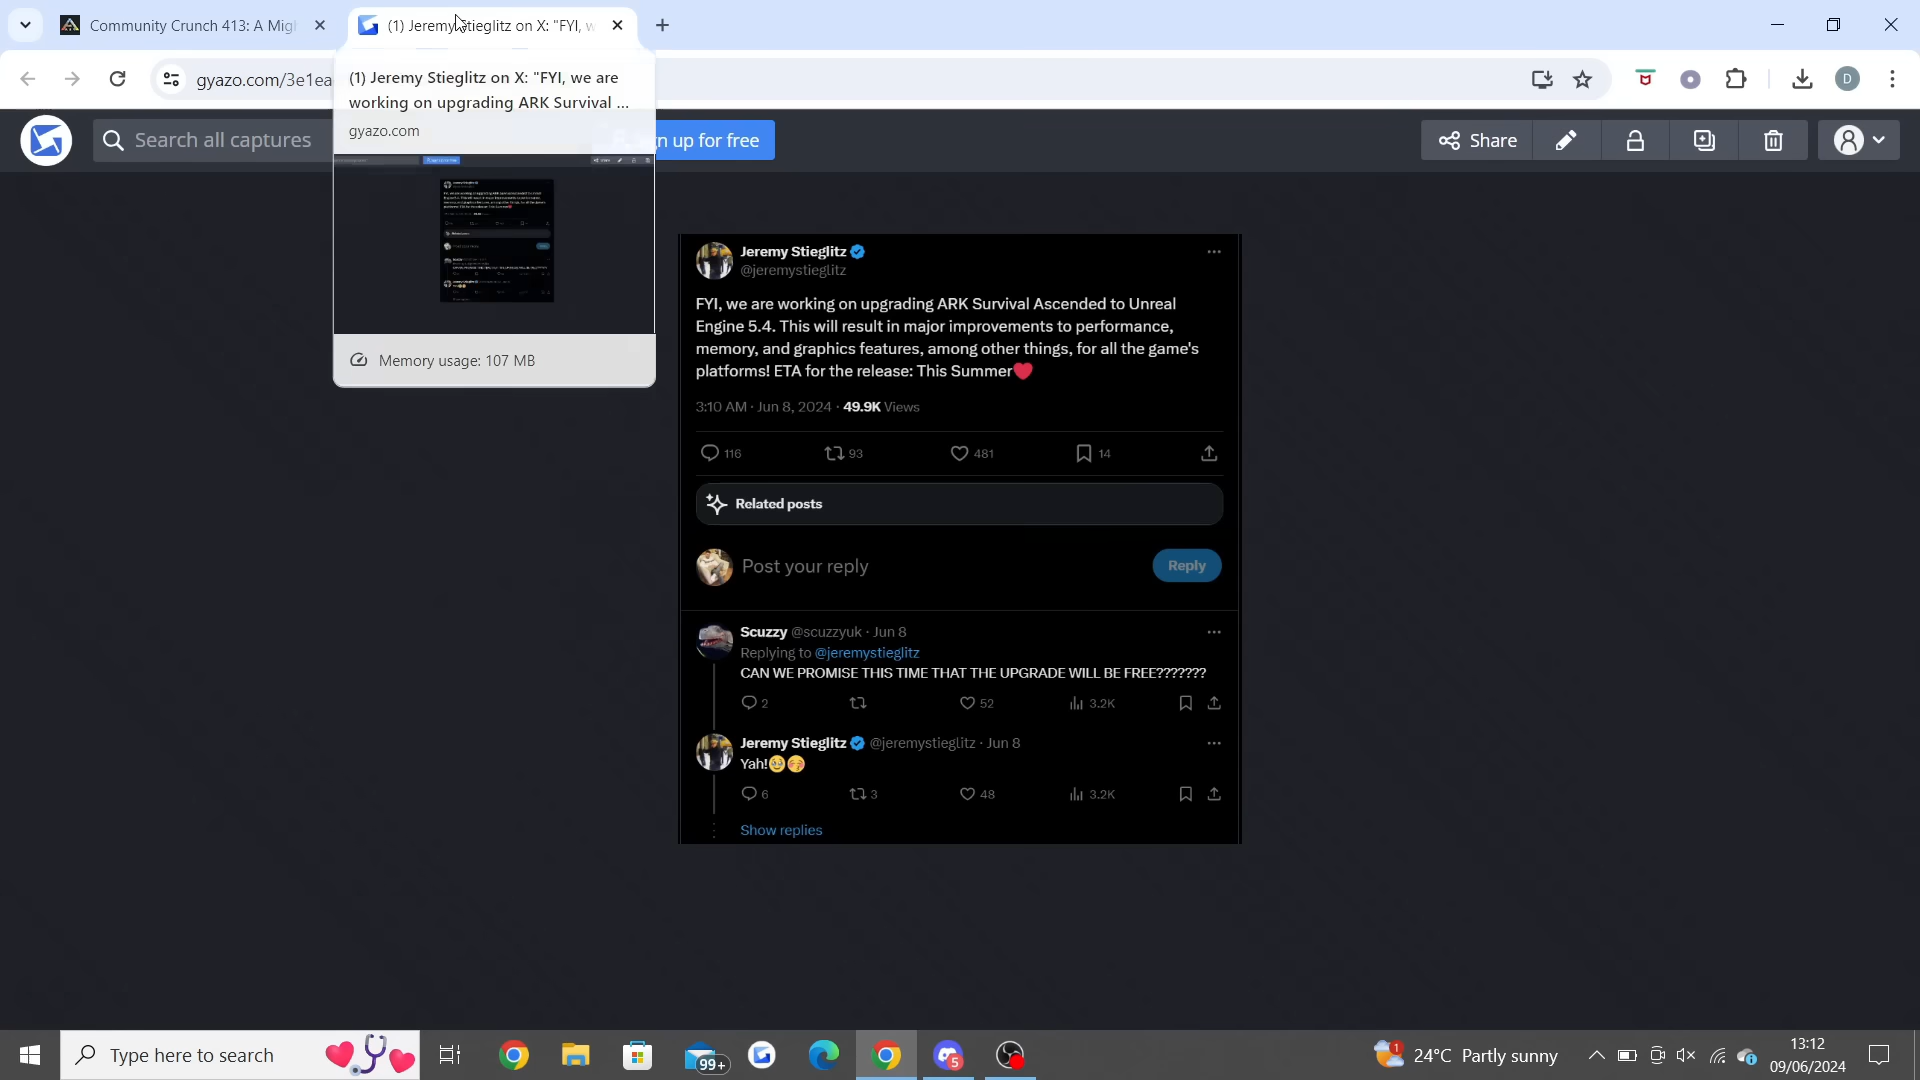 Community Crunch 413: A Migh
(1) Jeremy Stieglitz on X: "FYI, w
gyazo.com/3e1ea
D
(1) Jeremy Stieglitz on X: "FYI, we are
working on upgrading ARK Survival ...
gyazo.com
Memory usage: 107 MB
Search all captures
n up for free
Share
Jeremy Stieglitz
@jeremystieglitz
FYI, we are working on upgrading ARK Survival Ascended to Unreal
Engine 5.4. This will result in major improvements to performance,
memory, and graphics features, among other things, for all the game's
platforms! ETA for the release: This Summer❤️
3:10 AM · Jun 8, 2024 · 49.9K Views
116 93 481 14
Related posts
Post your reply
Reply
Scuzzy @scuzzyuk · Jun 8
Replying to @jeremystieglitz
CAN WE PROMISE THIS TIME THAT THE UPGRADE WILL BE FREE???????
2 52 3.2K
Jeremy Stieglitz @jeremystieglitz · Jun 8
Yah!🥹😚
6 3 48 3.2K
Show replies
Type here to search
99+
5
1
24°C Partly sunny
13:12
09/06/2024